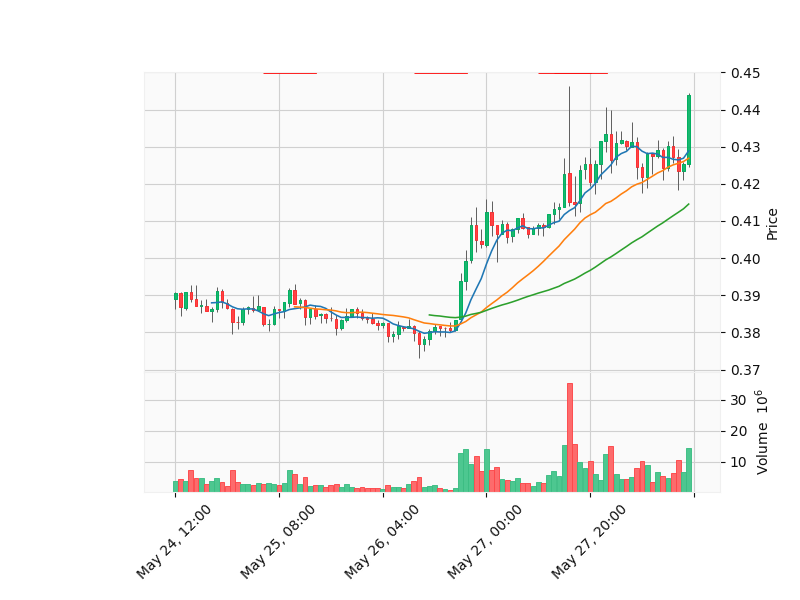 0.45
0.44
0.43
0.42
0.41
0.40
0.39
0.38
0.37
Price
30
20
10
Volume 10⁶
May 24, 12:00
May 25, 08:00
May 26, 04:00
May 27, 00:00
May 27, 20:00